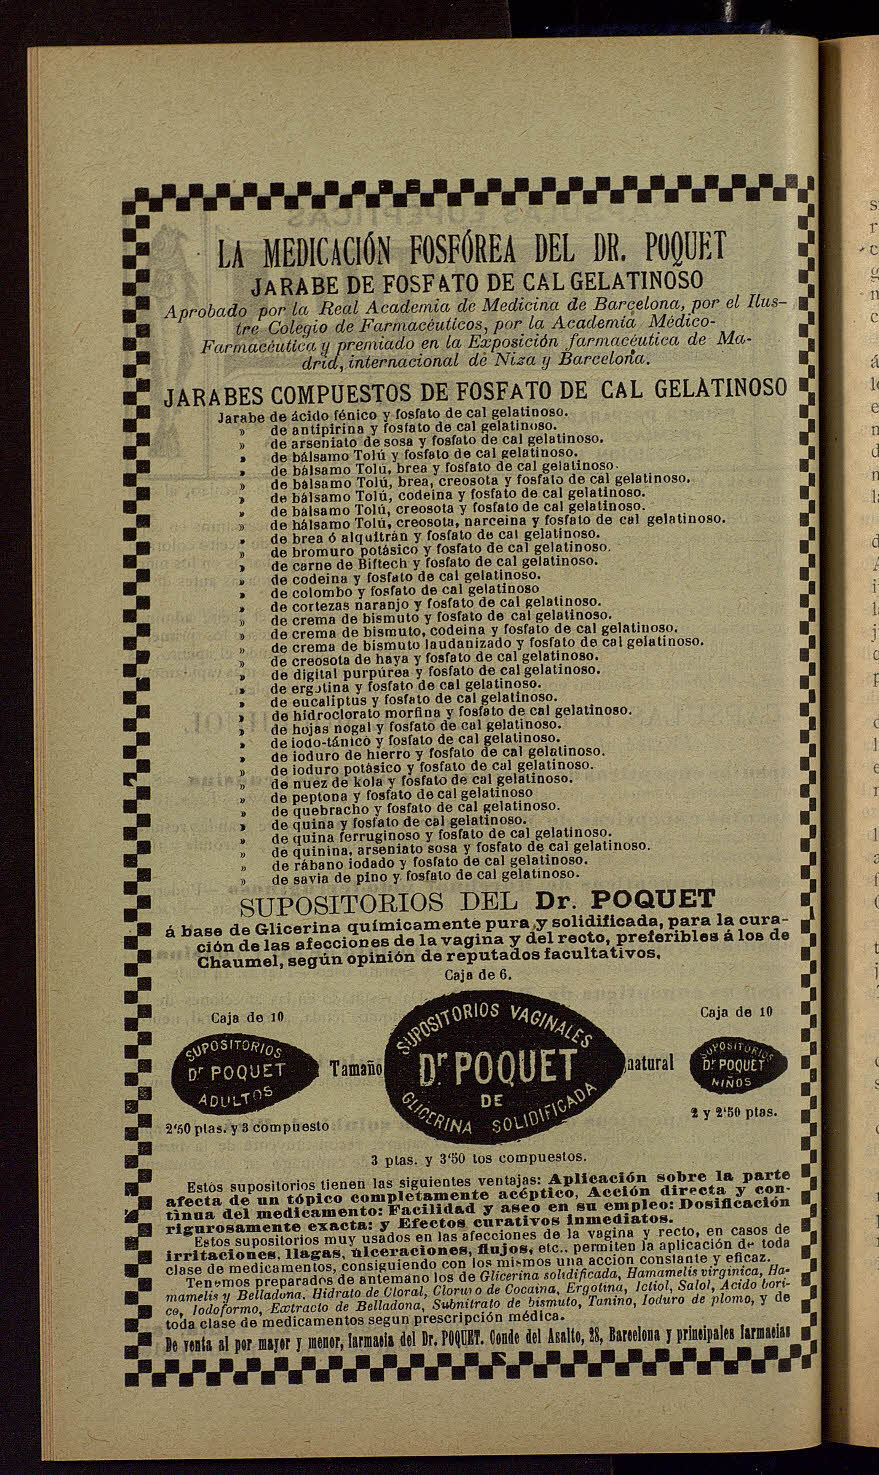 LA MEDICACIÓN FOSFÓREA DEL DR. POQUET
JARABE DE FOSFATO DE CAL GELATINOSO
Aprobado por la Real Academia de Medicina de Barcelona, por el Ilus-
tre Colegio de Farmacéuticos, por la Academia Médico-
Farmacéutica y premiado en la Exposición farmacéutica de Ma-
drid, internacional de Niza y Barcelona.
JARABES COMPUESTOS DE FOSFATO DE CAL GELATINOSO
Jarabe de ácido fénico y fosfato de cal gelatinoso.
» de antipirina y fosfato de cal gelatinoso.
» de arseniato de sosa y fosfato de cal gelatinoso.
» de bálsamo Tolú y fosfato de cal gelatinoso.
» de bálsamo Tolú, brea y fosfato de cal gelatinoso.
» de bálsamo Tolú, brea, creosota y fosfato de cal gelatinoso.
» de bálsamo Tolú, codeina y fosfato de cal gelatinoso.
» de bálsamo Tolú, creosota y fosfato de cal gelatinoso.
» de bálsamo Tolú, creosota, narceina y fosfato de cal gelatinoso.
» de brea ó alquitrán y fosfato de cal gelatinoso.
» de bromuro potásico y fosfato de cal gelatinoso.
» de carne de Biftech y fosfato de cal gelatinoso.
» de codeina y fosfato de cal gelatinoso.
» de colombo y fosfato de cal gelatinoso
» de cortezas naranjo y fosfato de cal gelatinoso.
» de crema de bismuto y fosfato de cal gelatinoso.
» de crema de bismuto, codeina y fosfato de cal gelatinoso.
» de crema de bismuto laudanizado y fosfato de cal gelatinoso.
» de creosota de haya y fosfato de cal gelatinoso.
» de digital purpúrea y fosfato de cal gelatinoso.
» de ergotina y fosfato de cal gelatinoso.
» de eucaliptus y fosfato de cal gelatinoso.
» de hidroclorato morfina y fosfato de cal gelatinoso.
» de hojas nogal y fosfato de cal gelatinoso.
» de iodo-tánico y fosfato de cal gelatinoso.
» de ioduro de hierro y fosfato de cal gelatinoso.
» de ioduro potásico y fosfato de cal gelatinoso.
» de nuez de kola y fosfato de cal gelatinoso.
» de peptona y fosfato de cal gelatinoso
» de quebracho y fosfato de cal gelatinoso.
» de quina y fosfato de cal gelatinoso.
» de quina ferruginoso y fosfato de cal gelatinoso.
» de quinina, arseniato sosa y fosfato de cal gelatinoso.
» de rábano iodado y fosfato de cal gelatinoso.
» de savia de pino y fosfato de cal gelatinoso.
SUPOSITORIOS DEL Dr. POQUET
á base de Glicerina químicamente pura y solidificada, para la cura-
ción de las afecciones de la vagina y del recto, preferibles á los de
Chaumel, según opinión de reputados facultativos.
Caja de 6.
Caja de 10
SUPOSITORIOS
Dr POQUET
ADULTOS
2'50 ptas. y 3 compuesto
Tamaño
SUPOSITORIOS VAGINALES
Dr POQUET
DE
GLICERINA SOLIDIFICADA
natural
Caja de 10
SUPOSITORIOS
Dr POQUET
NIÑOS
2 y 2'50 ptas.
3 ptas. y 3'50 los compuestos.
Estos supositorios tienen las siguientes ventajas: Aplicación sobre la parte
afecta de un tópico completamente acéptico, Acción directa y con-
tinua del medicamento: Facilidad y aseo en su empleo: Dosificación
rigurosamente exacta: y Efectos curativos inmediatos.
Estos supositorios muy usados en las afecciones de la vagina y recto, en casos de
irritaciones, llagas, ulceraciones, flujos, etc.. permiten la aplicación de toda
clase de medicamentos, consiguiendo con los mismos una acción constante y eficaz.
Tenemos preparados de antemano los de Glicerina solidificada, Hamamelis virginica, Ha-
mamelis y Belladona, Hidrato de Cloral, Cloruro de Cocaina, Ergotina, Ictiol, Salol, Acido bori-
co, Iodoformo, Extracto de Belladona, Subnitrato de bismuto, Tanino, Ioduro de plomo, y de
toda clase de medicamentos segun prescripción médica.
De venta al por mayor y menor, farmacia del Dr. POQUET. Conde del Asalto, 28, Barcelona y principales farmacias